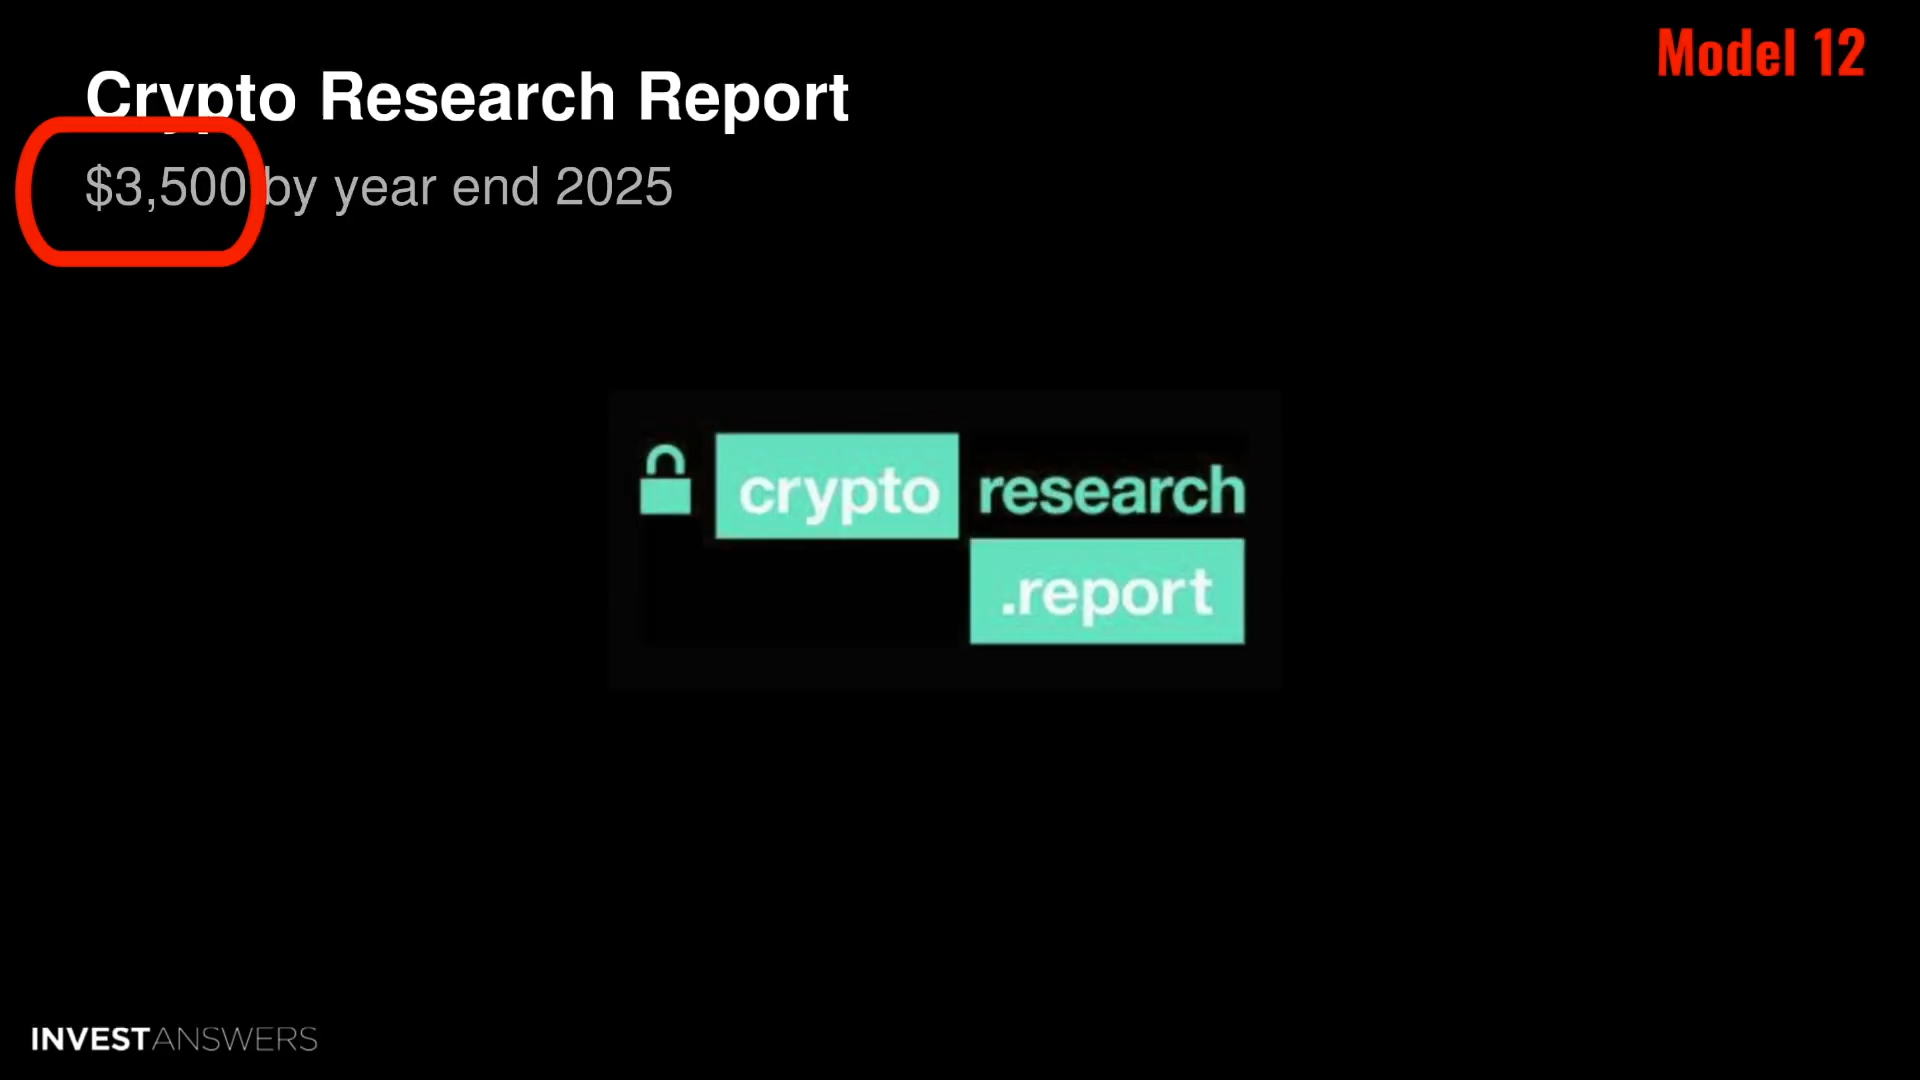 Model 12
Crypto Research Report
$3,500 by year end 2025
crypto research
.report
INVESTANSWERS